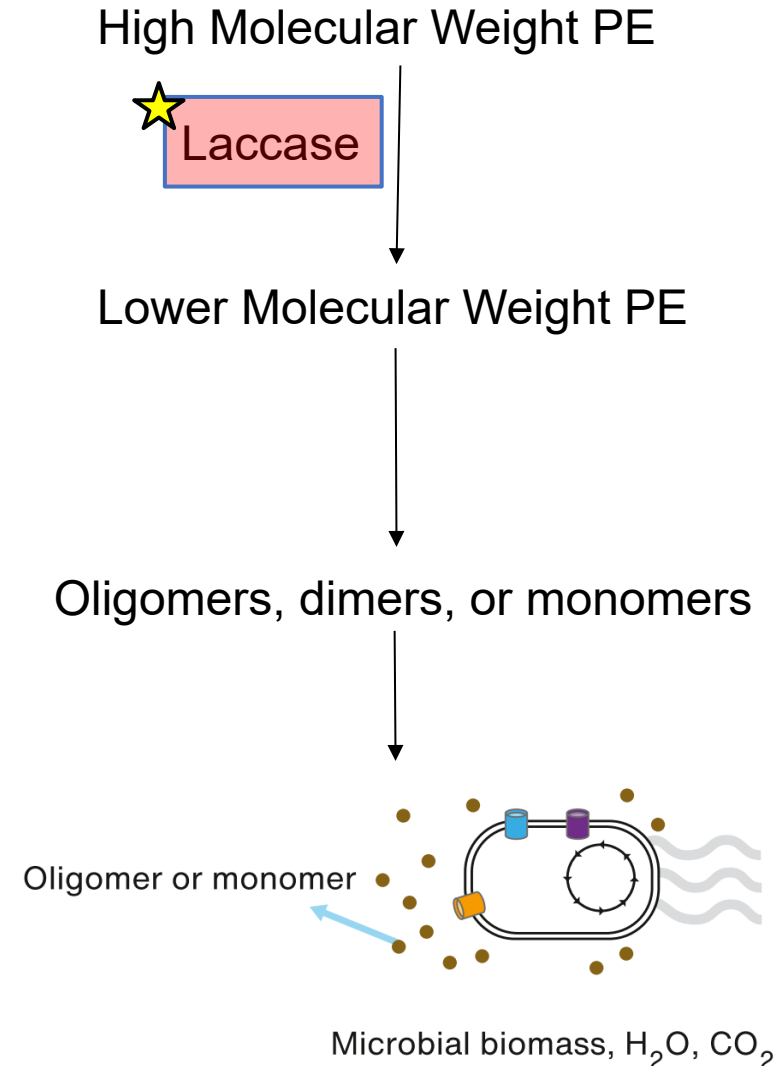 High Molecular Weight PE
Laccase
Lower Molecular Weight PE
Oligomers, dimers, or monomers
Oligomer or monomer
Microbial biomass, H₂O, CO₂